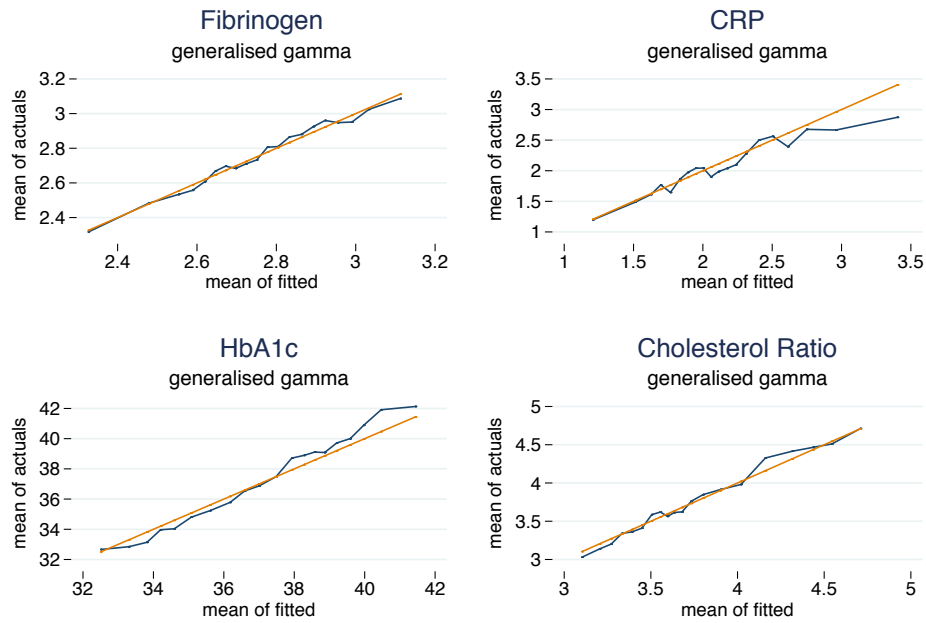 Fibrinogen
generalised gamma
mean of actuals
3.2
3
2.8
2.6
2.4
2.4 2.6 2.8 3 3.2
mean of fitted
CRP
generalised gamma
mean of actuals
3.5
3
2.5
2
1.5
1
1 1.5 2 2.5 3 3.5
mean of fitted
HbA1c
generalised gamma
mean of actuals
42
40
38
36
34
32
32 34 36 38 40 42
mean of fitted
Cholesterol Ratio
generalised gamma
mean of actuals
5
4.5
4
3.5
3
3 3.5 4 4.5 5
mean of fitted